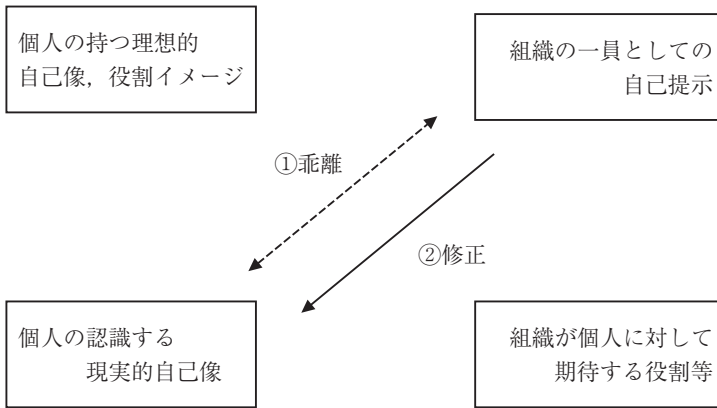 個人の持つ理想的
自己像，役割イメージ
組織の一員としての
自己提示
①乖離
②修正
個人の認識する
現実的自己像
組織が個人に対して
期待する役割等